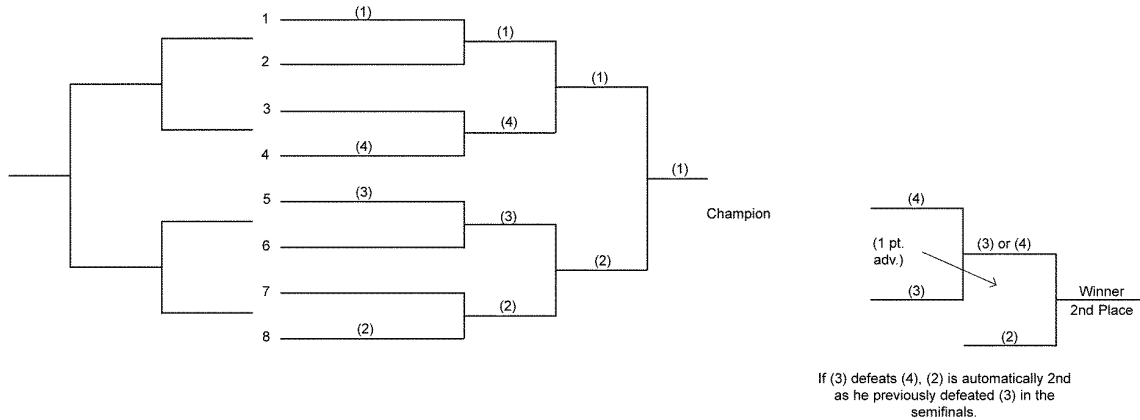 1
(1)
(1)
2
(1)
3
(4)
4
(4)
(1)
5
(3)
Champion
(3)
6
(2)
7
(2)
8
(2)
(4)
(1 pt.
adv.)
(3) or (4)
(3)
Winner
2nd Place
(2)
If (3) defeats (4), (2) is automatically 2nd
as he previously defeated (3) in the
semifinals.